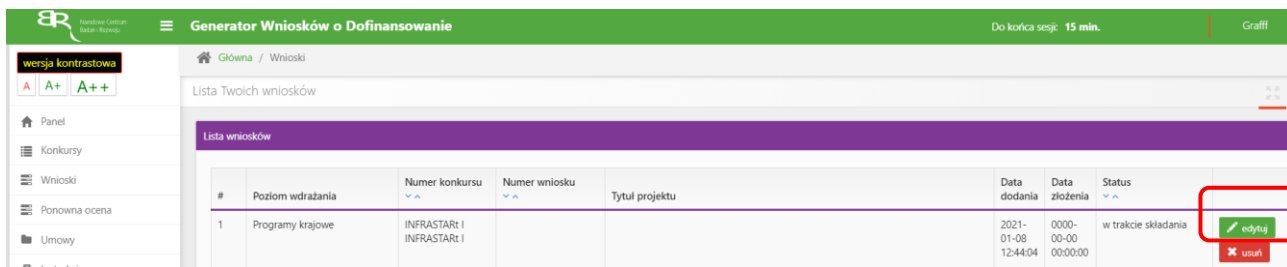 Narodowe Centrum
Badań i Rozwoju
Generator Wniosków o Dofinansowanie
Do końca sesji: 15 min.
Grafff
wersja kontrastowa
A A+ A++
Główna / Wnioski
Lista Twoich wniosków
Panel
Konkursy
Wnioski
Ponowna ocena
Umowy
Lista wniosków
# Poziom wdrażania Numer konkursu Numer wniosku Tytuł projektu Data dodania Data złożenia Status
1 Programy krajowe INFRASTARt I 2021- 0000- w trakcie składania edytuj
INFRASTARt I 01-08 00-00
12:44:04 00:00:00 usuń